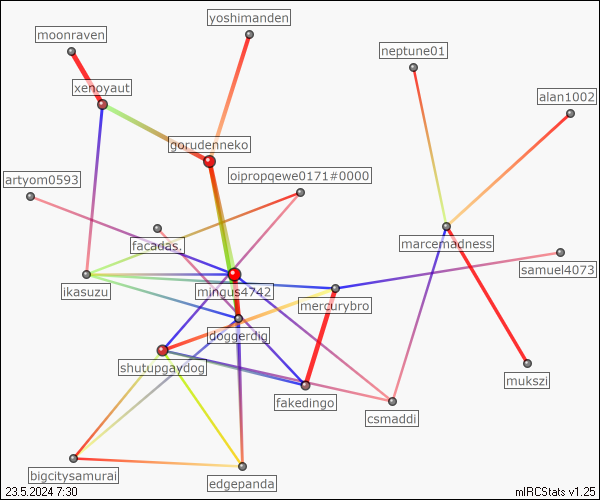 yoshimanden
moonraven
neptune01
xenoyaut
alan1002
gorudenneko
artyom0593
oipropqewe0171#0000
facadas.
marcemadness
samuel4073
ikasuzu
mingus4742
mercurybro
doggerdig
shutupgaydog
mukszi
fakedingo
csmaddi
bigcitysamurai
edgepanda
23.5.2024 7:30
mIRCStats v1.25